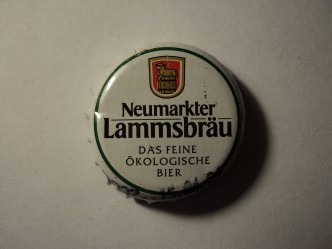 Neumarkter
Lammsbräu
DAS FEINE
ÖKOLOGISCHE
BIER